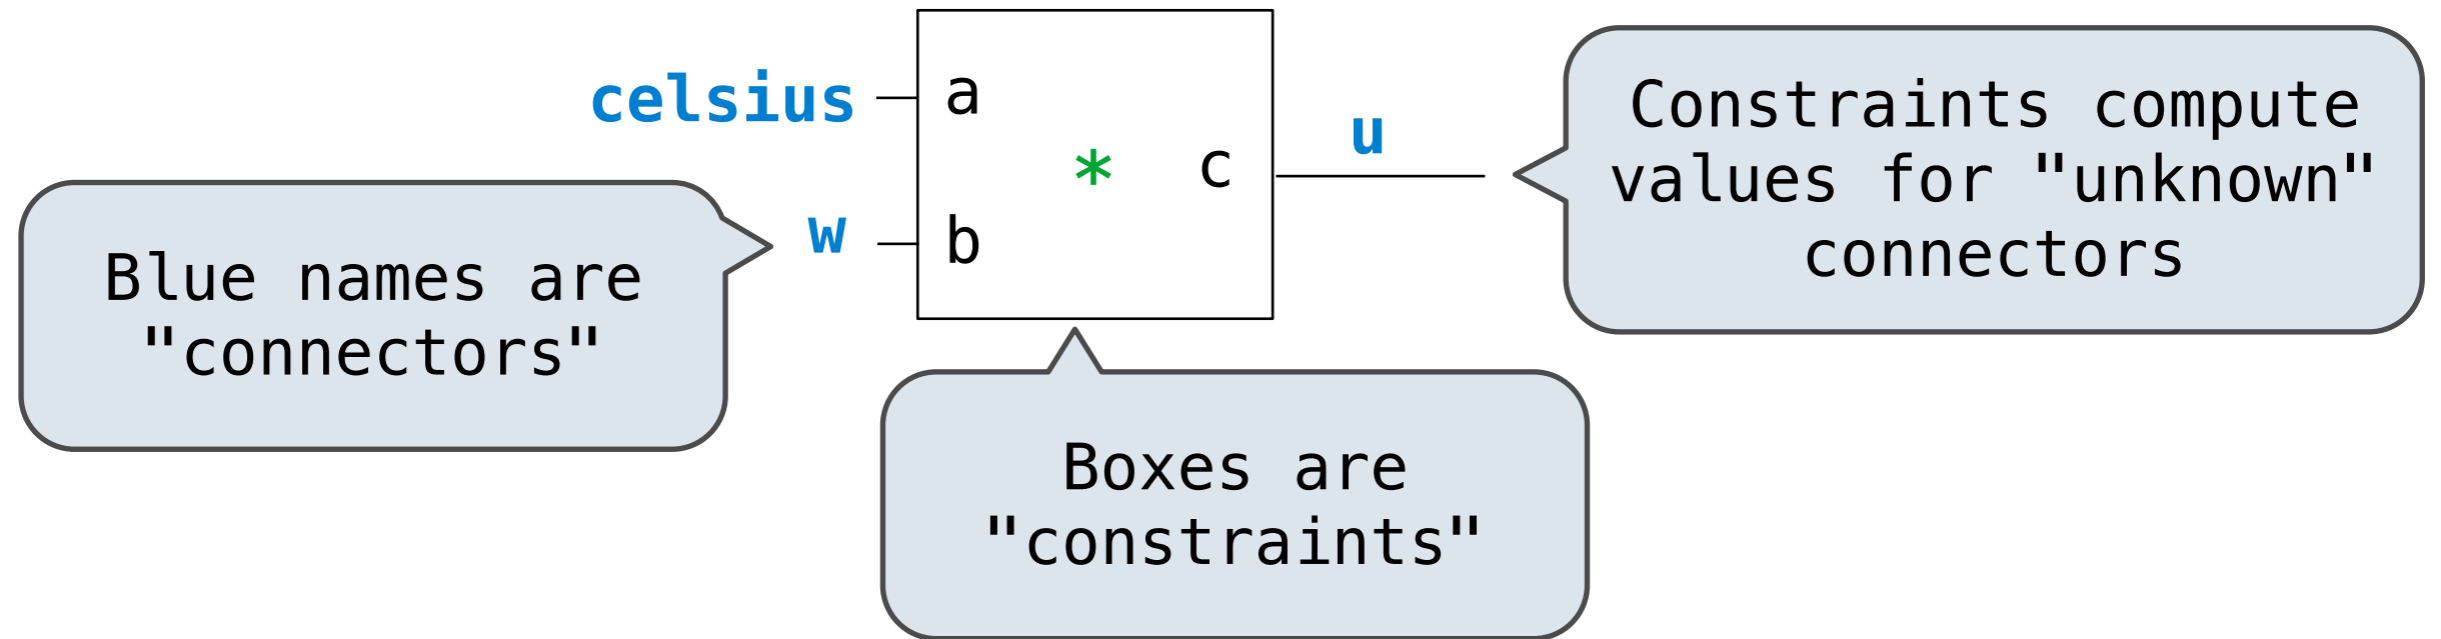 celsius
a
u
* c
w
b
Blue names are
"connectors"
Constraints compute
values for "unknown"
connectors
Boxes are
"constraints"